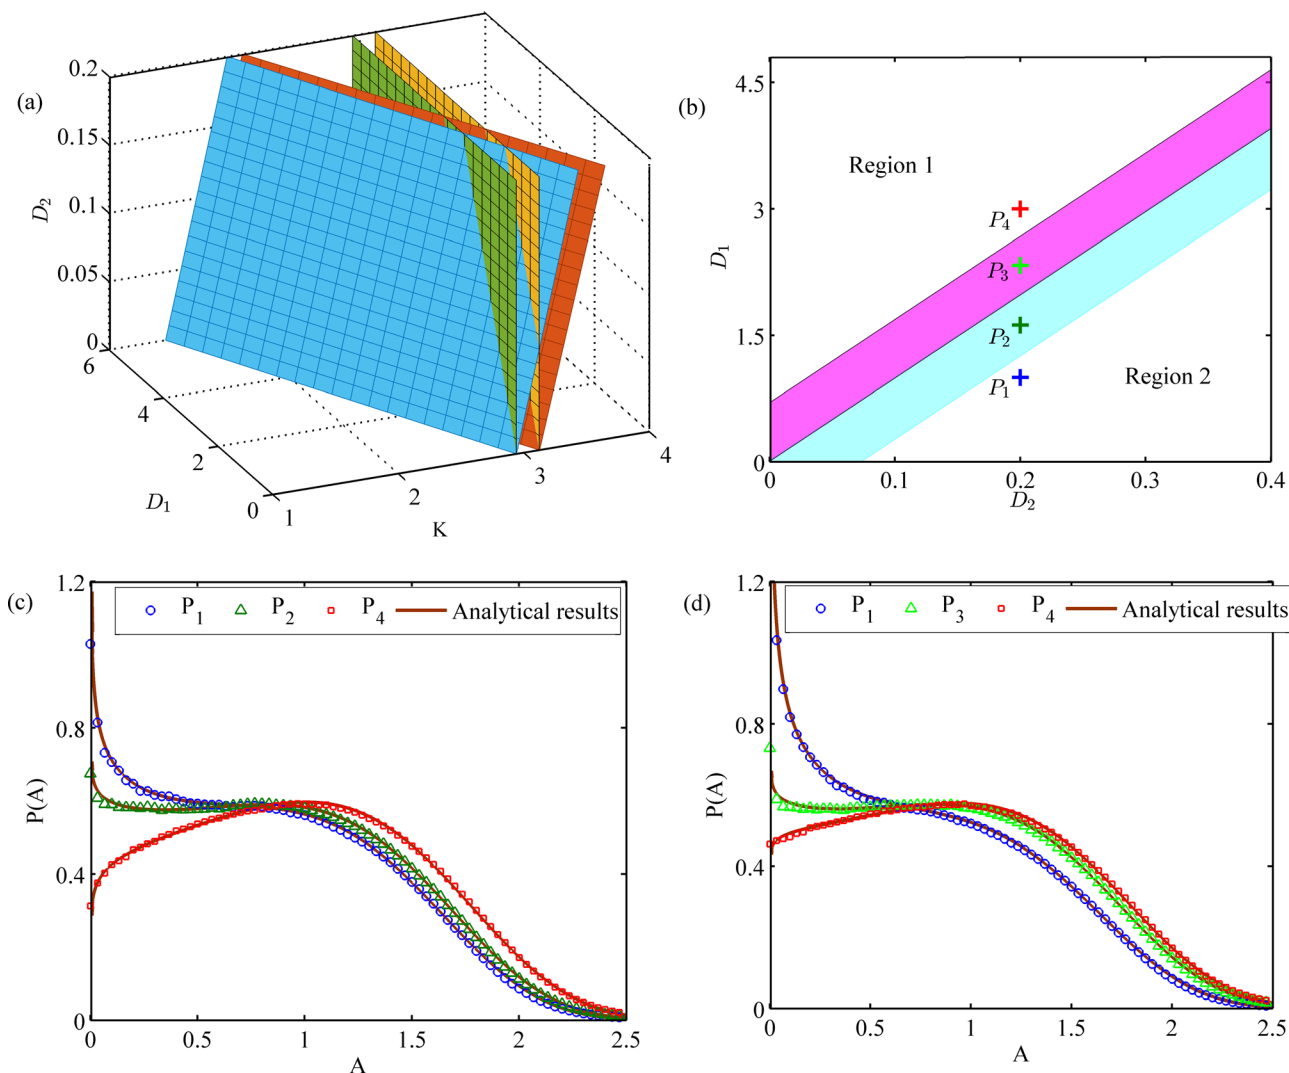 (a)
0.2
0.15
0.1
0.05
0
D₂
6
4
2
0
D₁
1
2
3
4
K
(b)
4.5
3
1.5
0
D₁
Region 1
P₄
P₃
P₂
P₁
Region 2
0 0.1 0.2 0.3 0.4
D₂
(c)
1.2
0.8
0.4
0
P(A)
P₁ P₂ P₄ Analytical results
0 0.5 1 1.5 2 2.5
A
(d)
1.2
0.8
0.4
0
P(A)
P₁ P₃ P₄ Analytical results
0 0.5 1 1.5 2 2.5
A